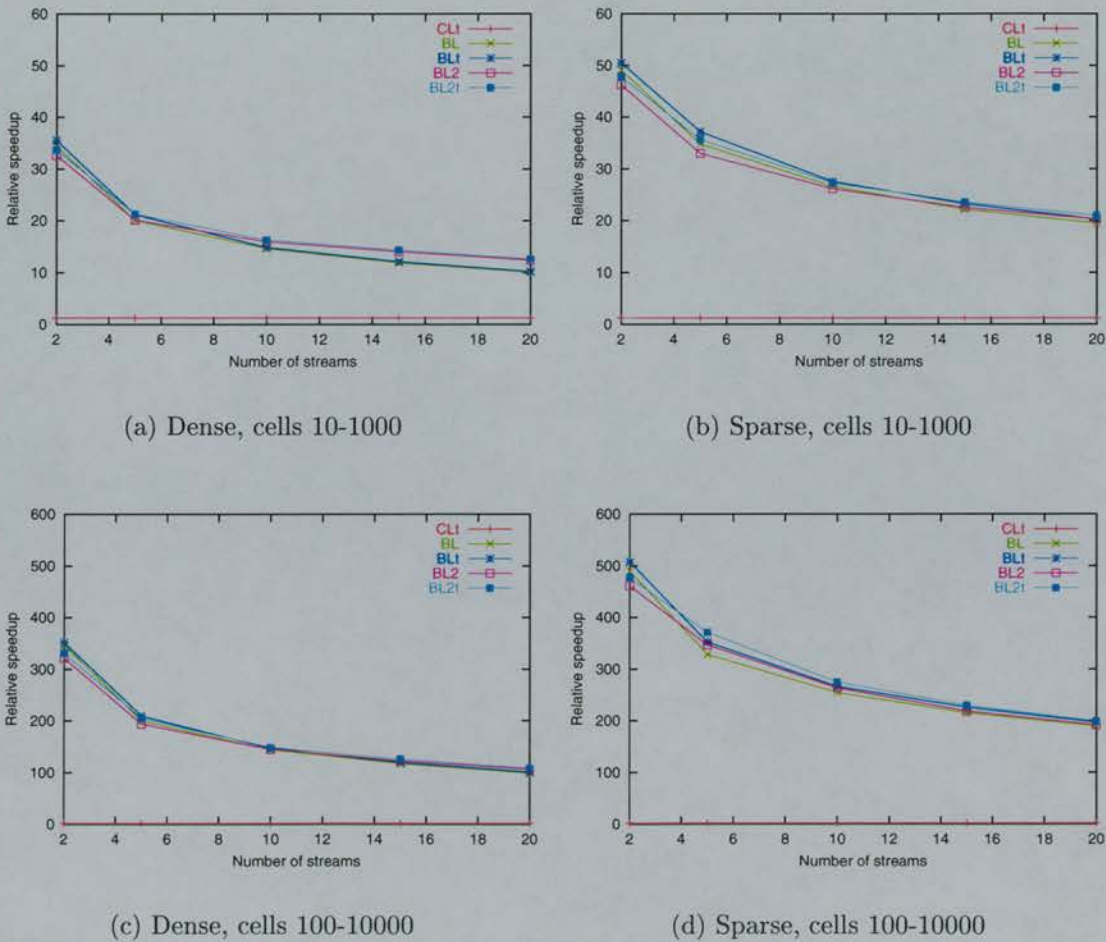 60
50
40
30
20
10
0
Relative speedup
2 4 6 8 10 12 14 16 18 20
Number of streams
CLt
BL
BLt
BL2
BL2t
(a) Dense, cells 10-1000
60
50
40
30
20
10
0
Relative speedup
2 4 6 8 10 12 14 16 18 20
Number of streams
CLt
BL
BLt
BL2
BL2t
(b) Sparse, cells 10-1000
600
500
400
300
200
100
0
Relative speedup
2 4 6 8 10 12 14 16 18 20
Number of streams
CLt
BL
BLt
BL2
BL2t
(c) Dense, cells 100-10000
600
500
400
300
200
100
0
Relative speedup
2 4 6 8 10 12 14 16 18 20
Number of streams
CLt
BL
BLt
BL2
BL2t
(d) Sparse, cells 100-10000